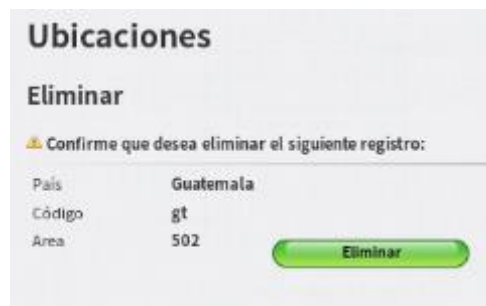 Ubicaciones
Eliminar
Confirme que desea eliminar el siguiente registro:
País Guatemala
Código gt
Area 502
Eliminar